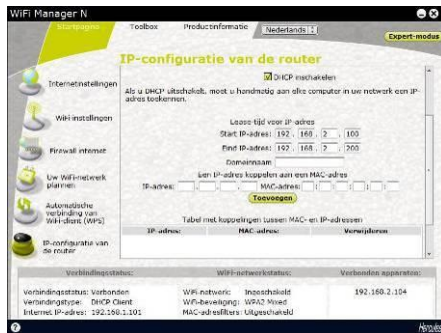 WiFi Manager N
Startpagina Toolbox Productinformatie Nederlands
Expert-modus
IP-configuratie van de router
DHCP inschakelen
Als u DHCP uitschakelt, moet u handmatig aan elke computer in uw netwerk een IP-
adres toekennen.
Lease-tijd voor IP-adres
Start IP-adres: 192 . 168 . 2 . 100
Eind IP-adres: 192 . 168 . 2 . 200
Domeinnaam
Een IP-adres koppelen aan een MAC-adres
IP-adres: . . . MAC-adres: : : : : :
Toevoegen
Tabel met koppelingen tussen MAC- en IP-adressen
IP-adres: MAC-adres: Verwijderen
Internetinstellingen
WiFi-instellingen
Firewall internet
Uw WiFi-netwerk
plannen
Automatische
verbinding van
WiFi-client (WPS)
IP-configuratie van
de router
Verbindingsstatus: WiFi-netwerkstatus: Verbonden apparaten:
Verbindingsstatus: Verbonden WiFi-netwerk: Ingeschakeld 192.168.2.104
Verbindingstype: DHCP Client WiFi-beveiliging: WPA2 Mixed
Internet IP-adres: 192.168.1.101 MAC-adresfilters: Uitgeschakeld
Hercules